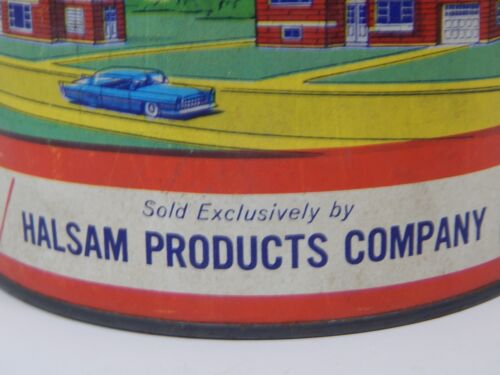 Sold Exclusively by
HALSAM PRODUCTS COMPANY